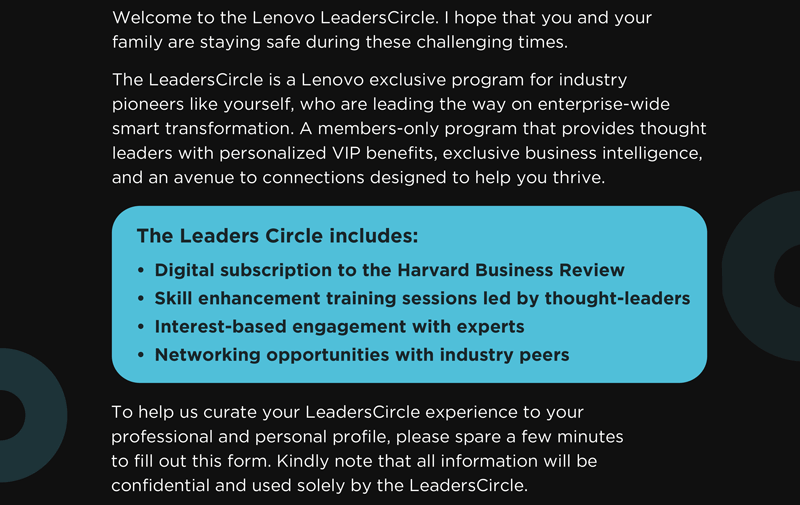 Welcome to the Lenovo LeadersCircle. I hope that you and your
family are staying safe during these challenging times.
The LeadersCircle is a Lenovo exclusive program for industry
pioneers like yourself, who are leading the way on enterprise-wide
smart transformation. A members-only program that provides thought
leaders with personalized VIP benefits, exclusive business intelligence,
and an avenue to connections designed to help you thrive.
The Leaders Circle includes:
• Digital subscription to the Harvard Business Review
• Skill enhancement training sessions led by thought-leaders
• Interest-based engagement with experts
• Networking opportunities with industry peers
To help us curate your LeadersCircle experience to your
professional and personal profile, please spare a few minutes
to fill out this form. Kindly note that all information will be
confidential and used solely by the LeadersCircle.